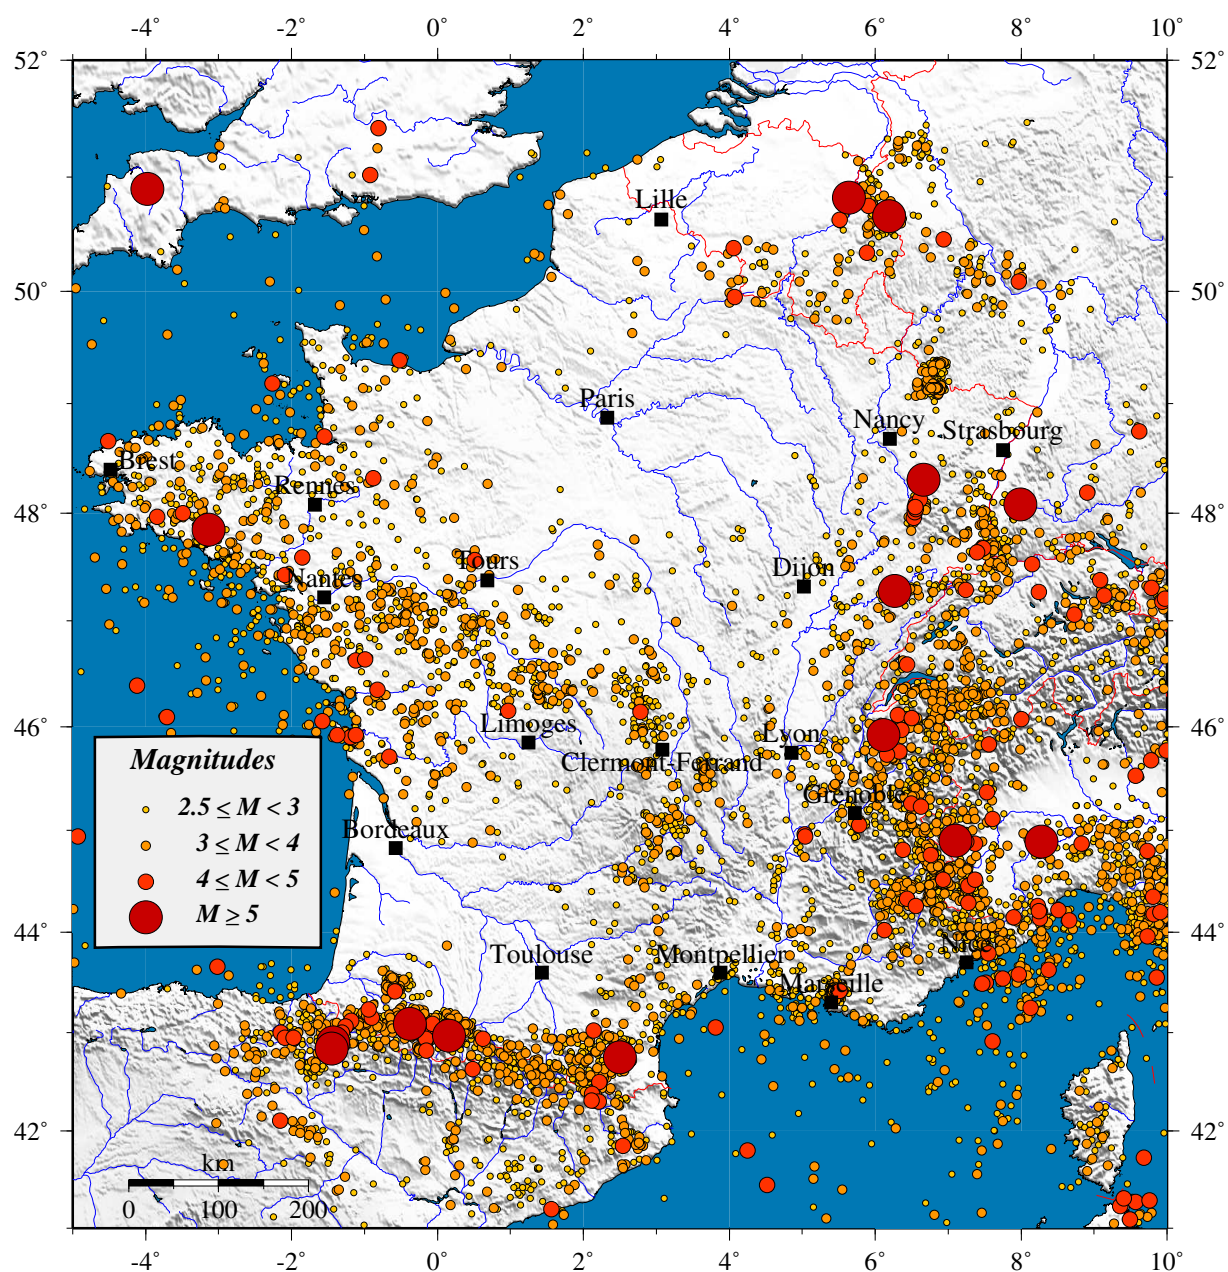 -4° -2° 0° 2° 4° 6° 8° 10°
52° 52°
Lille
50° 50°
Paris
Nancy
Strasbourg
Brest
Rennes
48° 48°
Tours
Dijon
Nantes
46° 46°
Limoges
Lyon
Clermont-Ferrand
Magnitudes
2.5 ≤ M < 3
3 ≤ M < 4
4 ≤ M < 5
M ≥ 5
Grenoble
Bordeaux
44° 44°
Nice
Toulouse
Montpellier
Marseille
42° 42°
km
0 100 200
-4° -2° 0° 2° 4° 6° 8° 10°